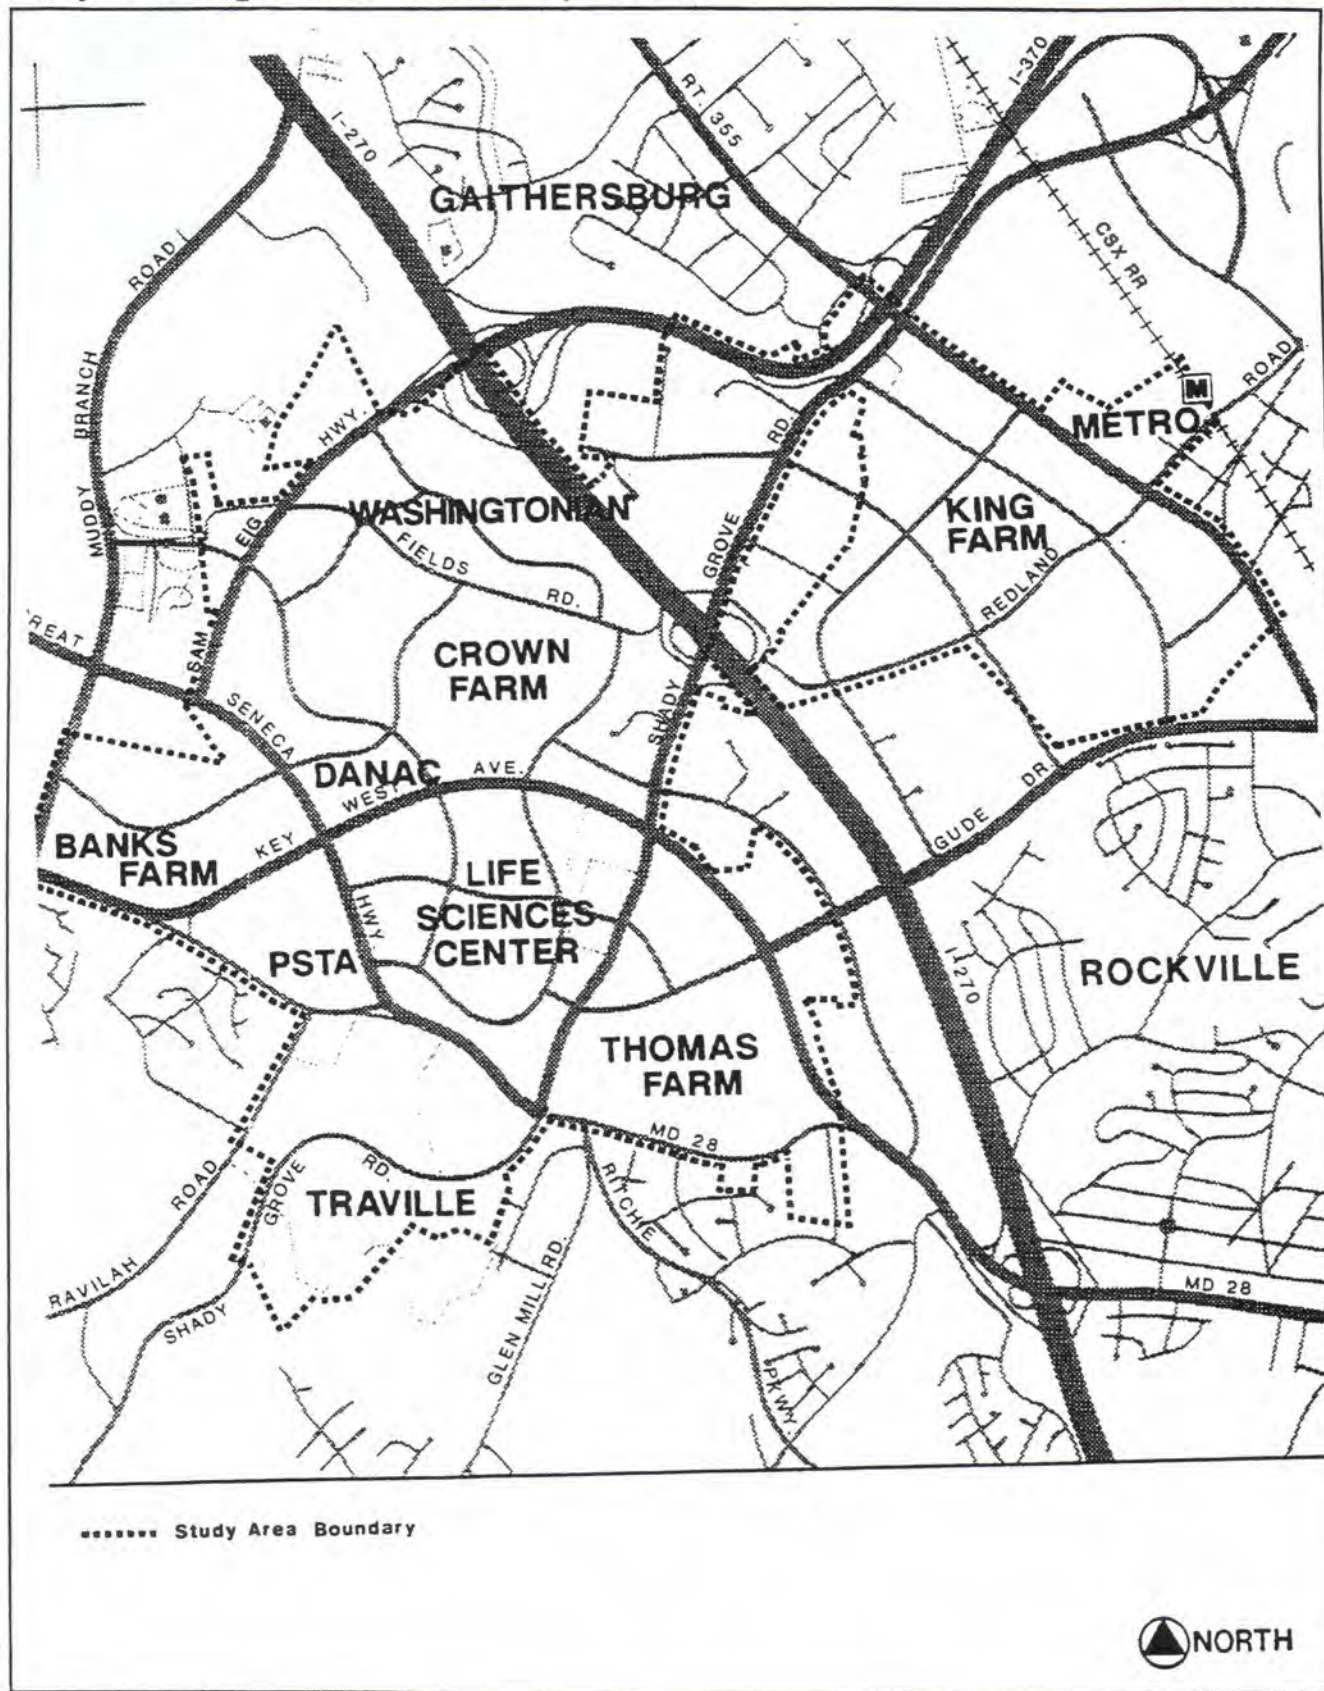 I-270
RT. 355
I-370
GAITHERSBURG
CSX RR
ROAD
M
ROAD
METRO
MUDDY BRANCH
HWY.
EIG
SAM
WASHINGTONIAN
FIELDS
RD.
RD.
GROVE
SHADY
KING
FARM
REDLAND
REAT
SENECA
HWY
CROWN
FARM
DANAC
KEY
WEST
AVE.
GUDE
DR
BANKS
FARM
LIFE
SCIENCES
CENTER
PSTA
I-270
ROCKVILLE
THOMAS
FARM
MD 28
RAVILAH
ROAD
SHADY
GROVE
RD.
TRAVILLE
RITCHIE
PKWY.
GLEN MILL RD.
MD 28
Study Area Boundary
NORTH